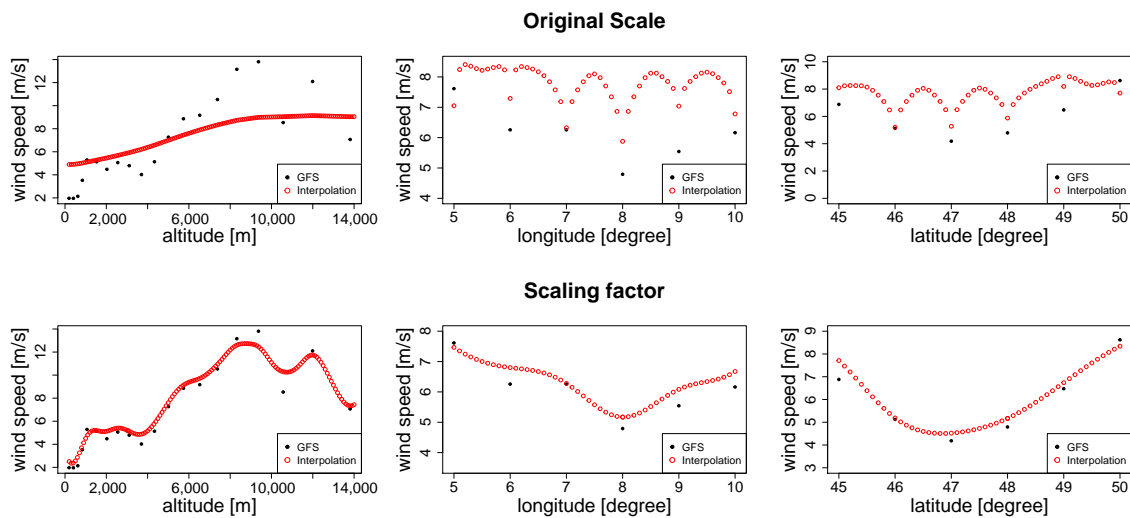 Original Scale
wind speed [m/s]
2 4 6 8 12
0 2,000 6,000 10,000 14,000
altitude [m]
GFS
Interpolation
wind speed [m/s]
4 5 6 7 8
5 6 7 8 9 10
longitude [degree]
GFS
Interpolation
wind speed [m/s]
0 2 4 6 8 10
45 46 47 48 49 50
latitude [degree]
GFS
Interpolation
Scaling factor
wind speed [m/s]
2 4 6 8 12
0 2,000 6,000 10,000 14,000
altitude [m]
GFS
Interpolation
wind speed [m/s]
4 5 6 7 8
5 6 7 8 9 10
longitude [degree]
GFS
Interpolation
wind speed [m/s]
3 4 5 6 7 8 9
45 46 47 48 49 50
latitude [degree]
GFS
Interpolation